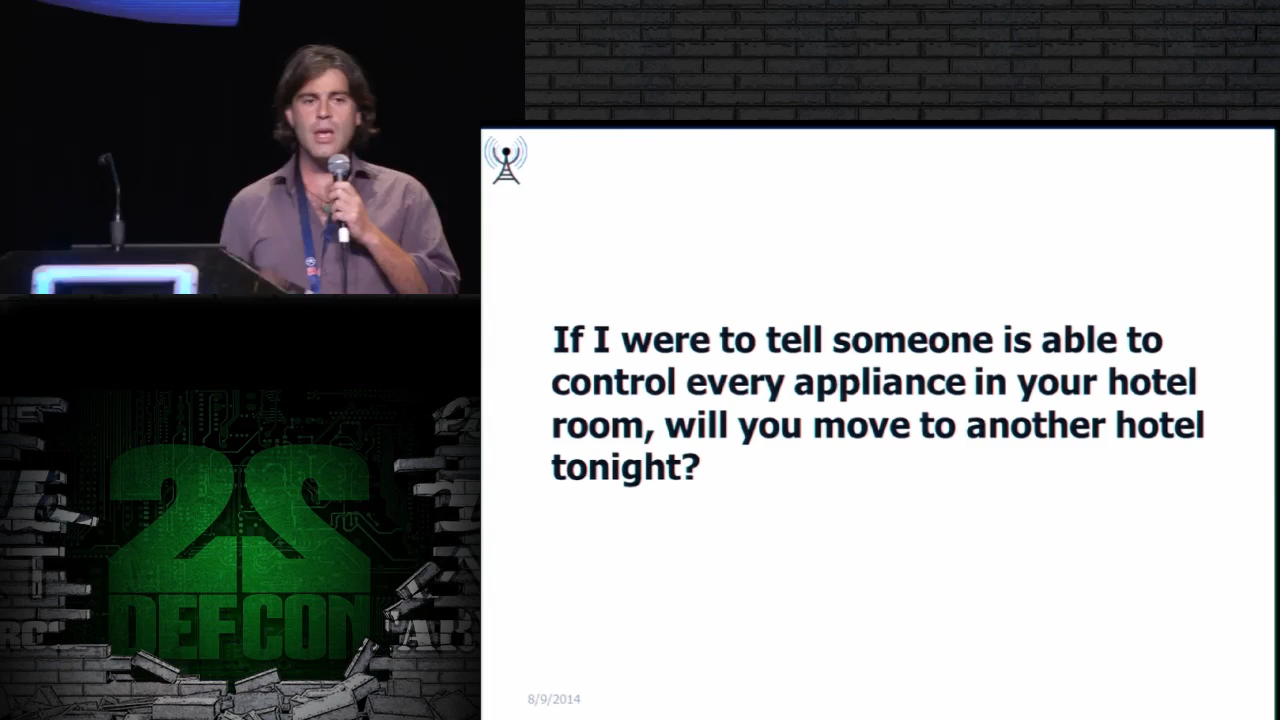 If I were to tell someone is able to
control every appliance in your hotel
room, will you move to another hotel
tonight?
22
DEFCON
8/9/2014